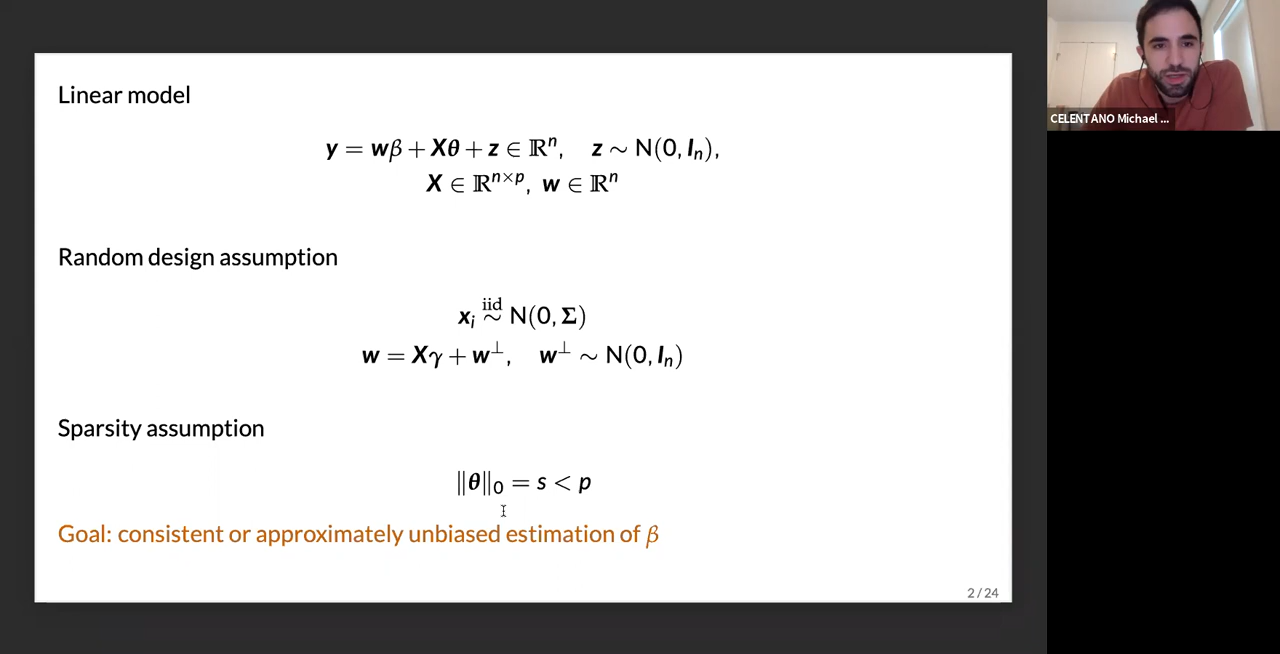 Linear model
y = wβ + Xθ + z ∈ ℝⁿ, z ∼ N(0, Iₙ),
X ∈ ℝⁿˣᵖ, w ∈ ℝⁿ
Random design assumption
xᵢ ∼ⁱⁱᵈ N(0, Σ)
w = Xγ + w^⊥, w^⊥ ∼ N(0, Iₙ)
Sparsity assumption
‖θ‖₀ = s < p
Goal: consistent or approximately unbiased estimation of β
2 / 24
CELENTANO Michael ...